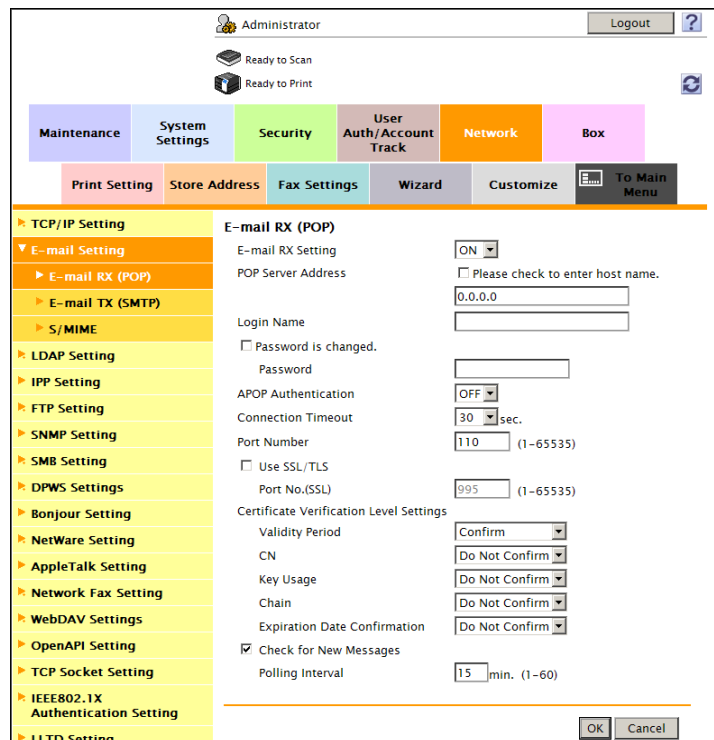 Administrator
Logout
?
Ready to Scan
Ready to Print
Maintenance
System
Settings
Security
User
Auth/Account
Track
Network
Box
Print Setting
Store Address
Fax Settings
Wizard
Customize
To Main
Menu
TCP/IP Setting
E-mail Setting
E-mail RX (POP)
E-mail TX (SMTP)
S/MIME
LDAP Setting
IPP Setting
FTP Setting
SNMP Setting
SMB Setting
DPWS Settings
Bonjour Setting
NetWare Setting
AppleTalk Setting
Network Fax Setting
WebDAV Settings
OpenAPI Setting
TCP Socket Setting
IEEE802.1X
Authentication Setting
LLTD Setting
E-mail RX (POP)
E-mail RX Setting ON
POP Server Address Please check to enter host name.
0.0.0.0
Login Name
Password is changed.
Password
APOP Authentication OFF
Connection Timeout 30 sec.
Port Number 110 (1-65535)
Use SSL/TLS
Port No.(SSL) 995 (1-65535)
Certificate Verification Level Settings
Validity Period Confirm
CN Do Not Confirm
Key Usage Do Not Confirm
Chain Do Not Confirm
Expiration Date Confirmation Do Not Confirm
Check for New Messages
Polling Interval 15 min. (1-60)
OK Cancel